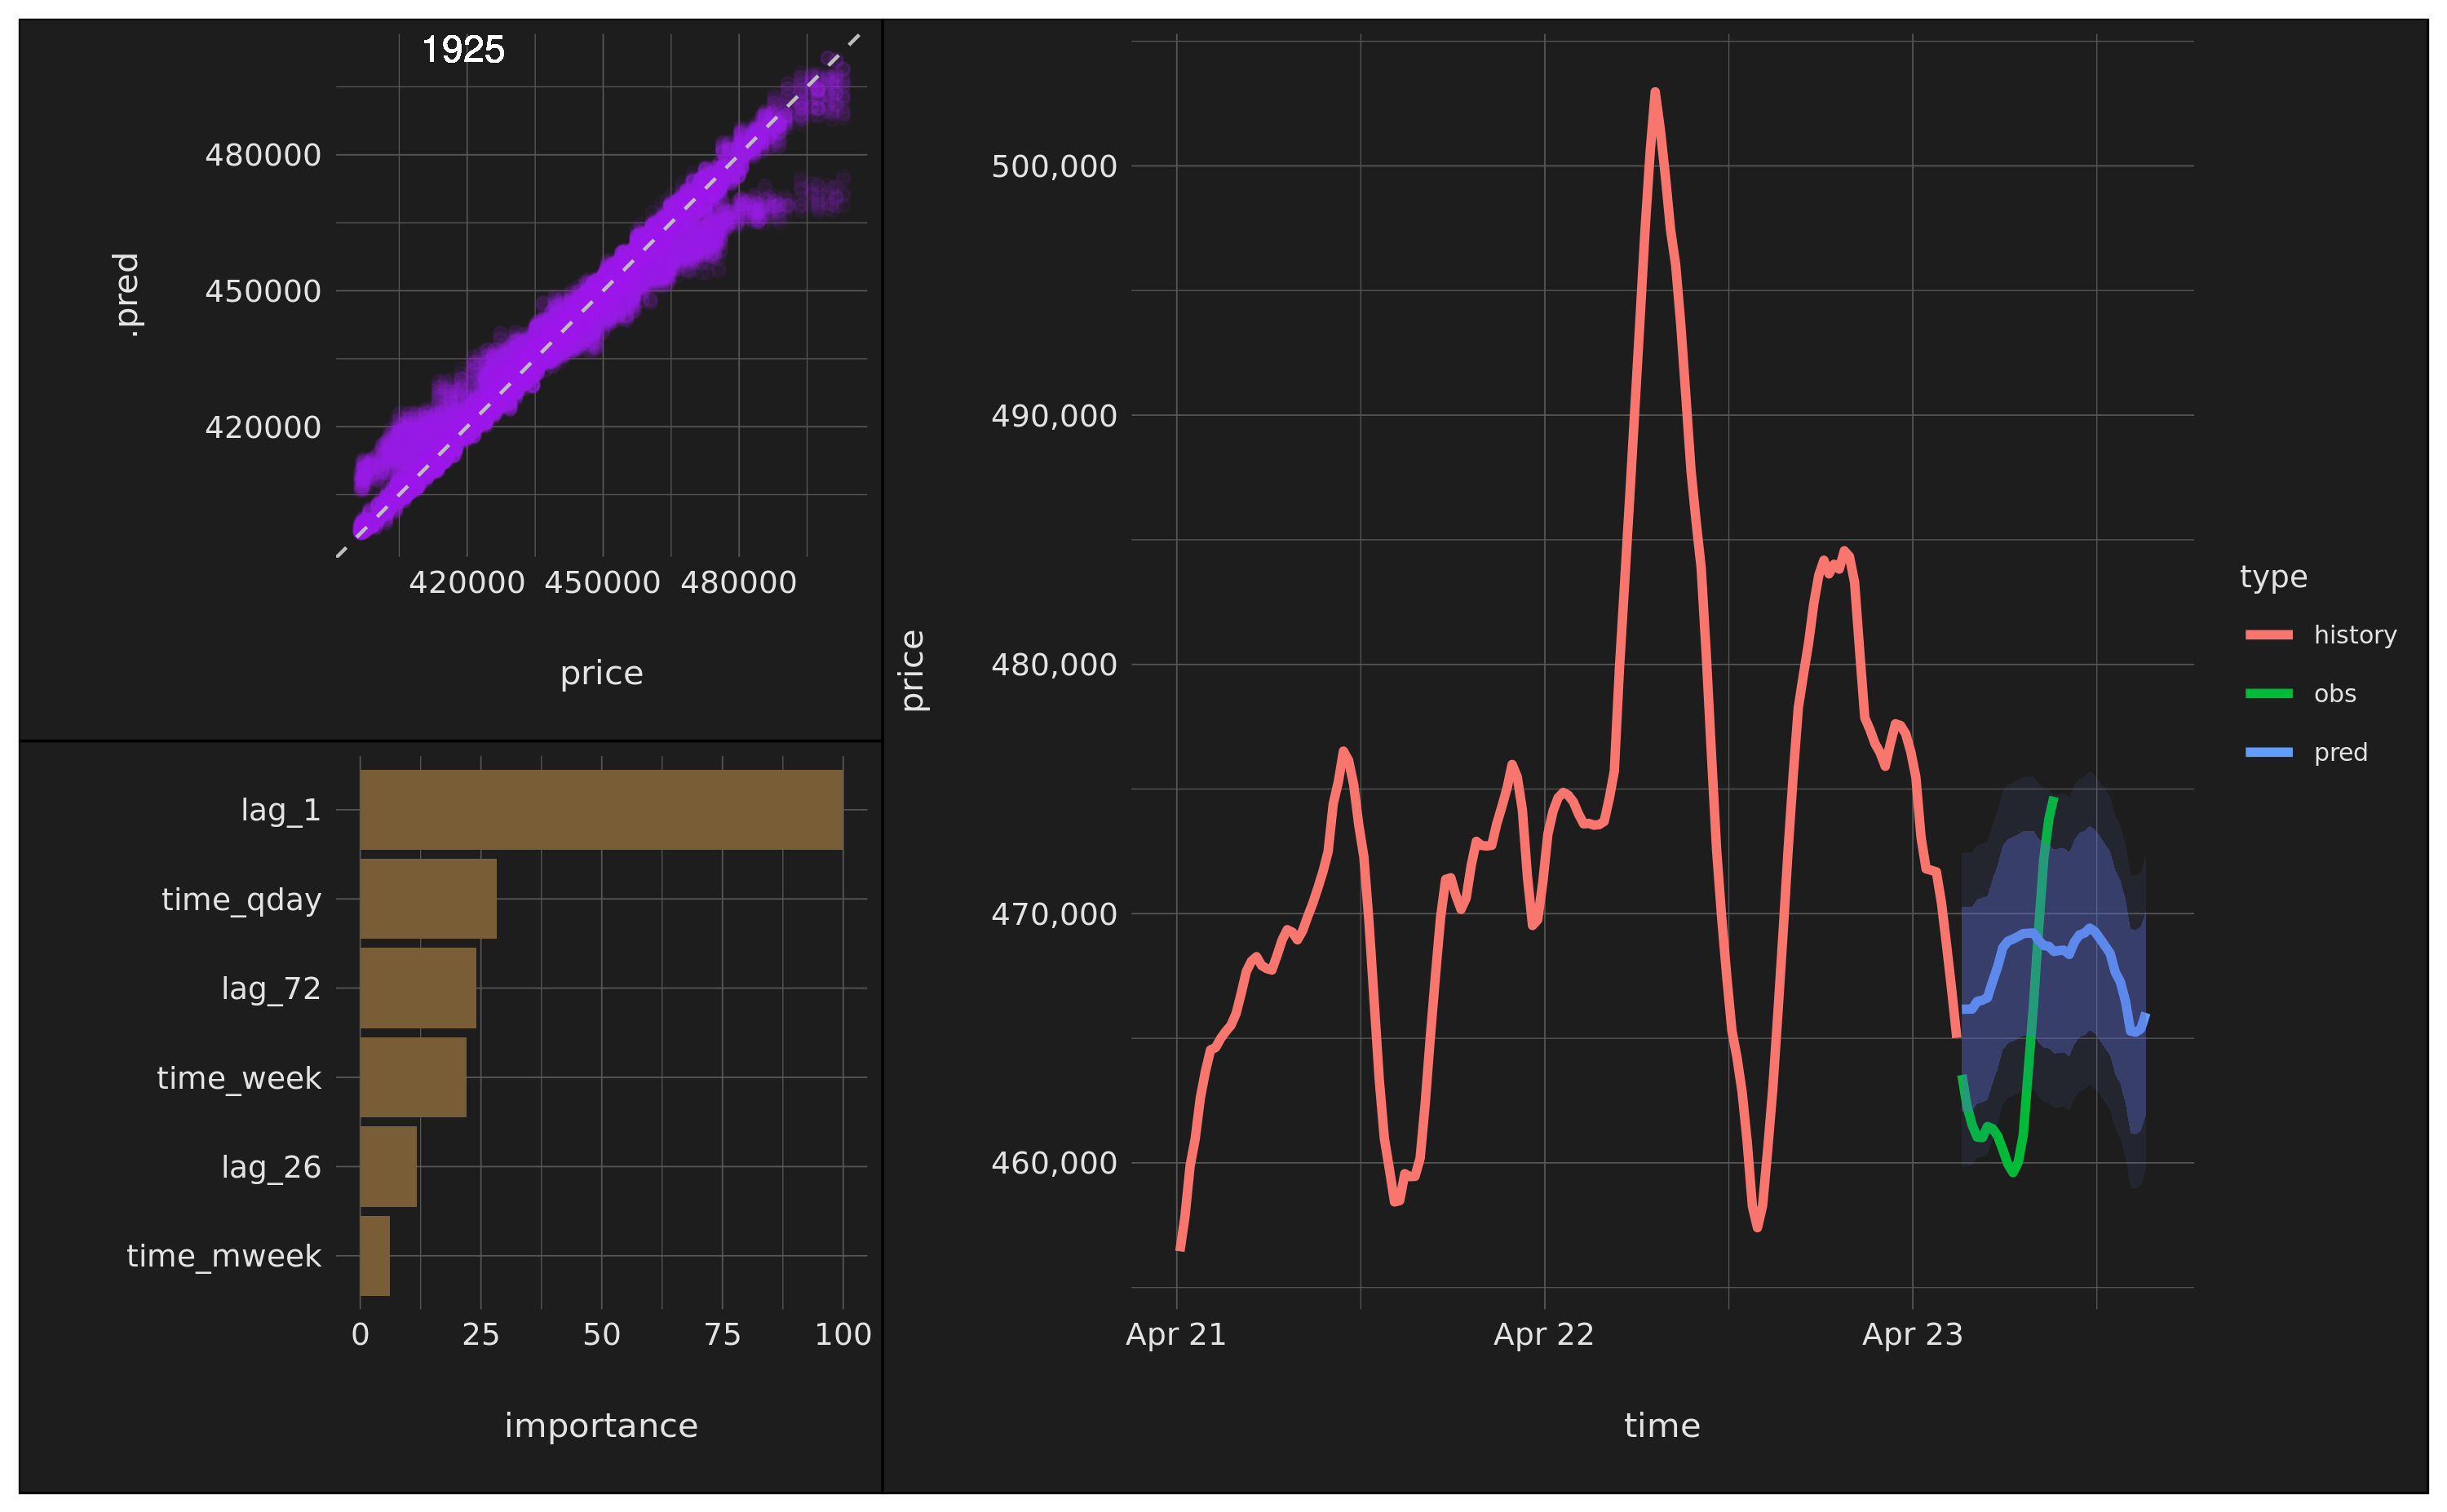 1925
.pred
480000
450000
420000
420000 450000 480000
price
lag_1
time_qday
lag_72
time_week
lag_26
time_mweek
0 25 50 75 100
importance
price
500,000
490,000
480,000
470,000
460,000
Apr 21 Apr 22 Apr 23
time
type
history
obs
pred